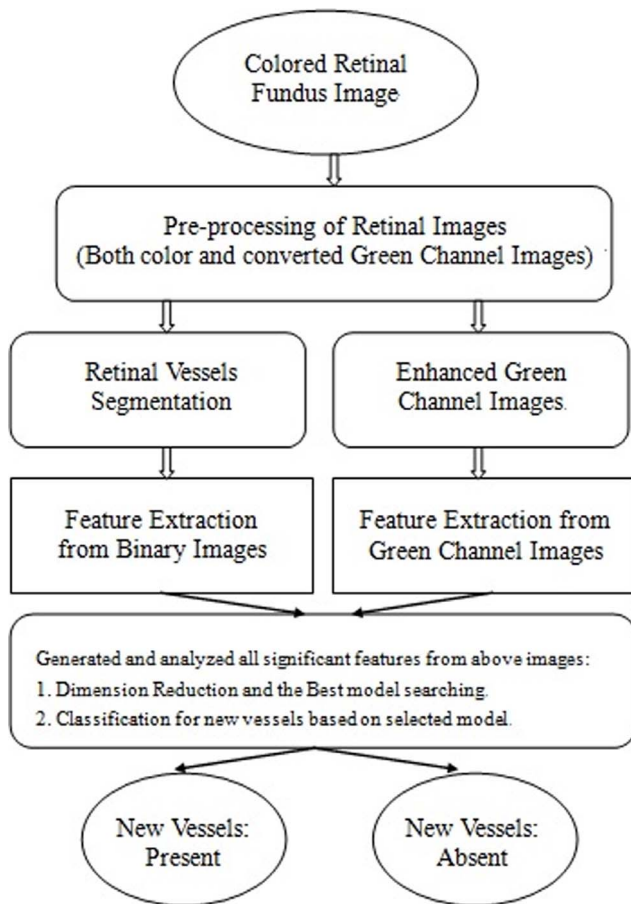 Colored Retinal
Fundus Image
Pre-processing of Retinal Images
(Both color and converted Green Channel Images)
Retinal Vessels
Segmentation
Enhanced Green
Channel Images.
Feature Extraction
from Binary Images
Feature Extraction from
Green Channel Images
Generated and analyzed all significant features from above images:
1. Dimension Reduction and the Best model searching.
2. Classification for new vessels based on selected model.
New Vessels:
Present
New Vessels:
Absent